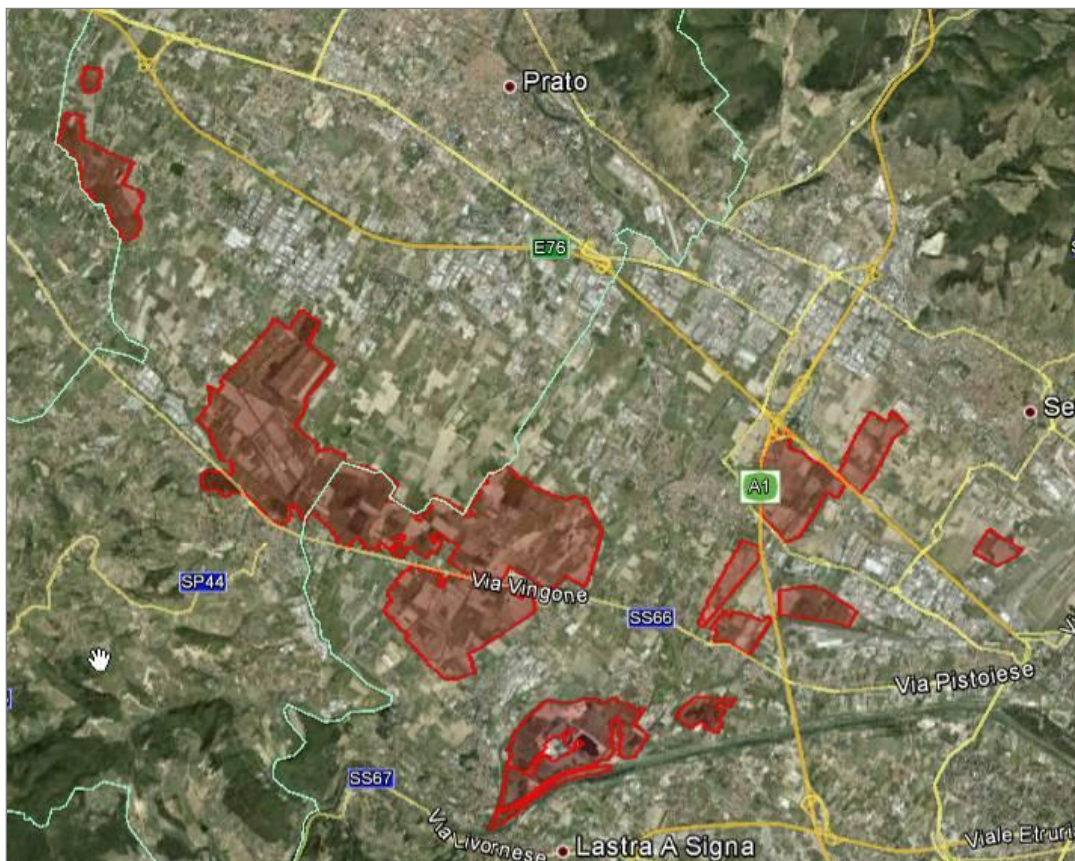 Prato
E76
Se
A1
SP44
Via Vingone
SS66
Via Pistoiese
SS67
Via Livornese
Lastra A Signa
Viale Etruria